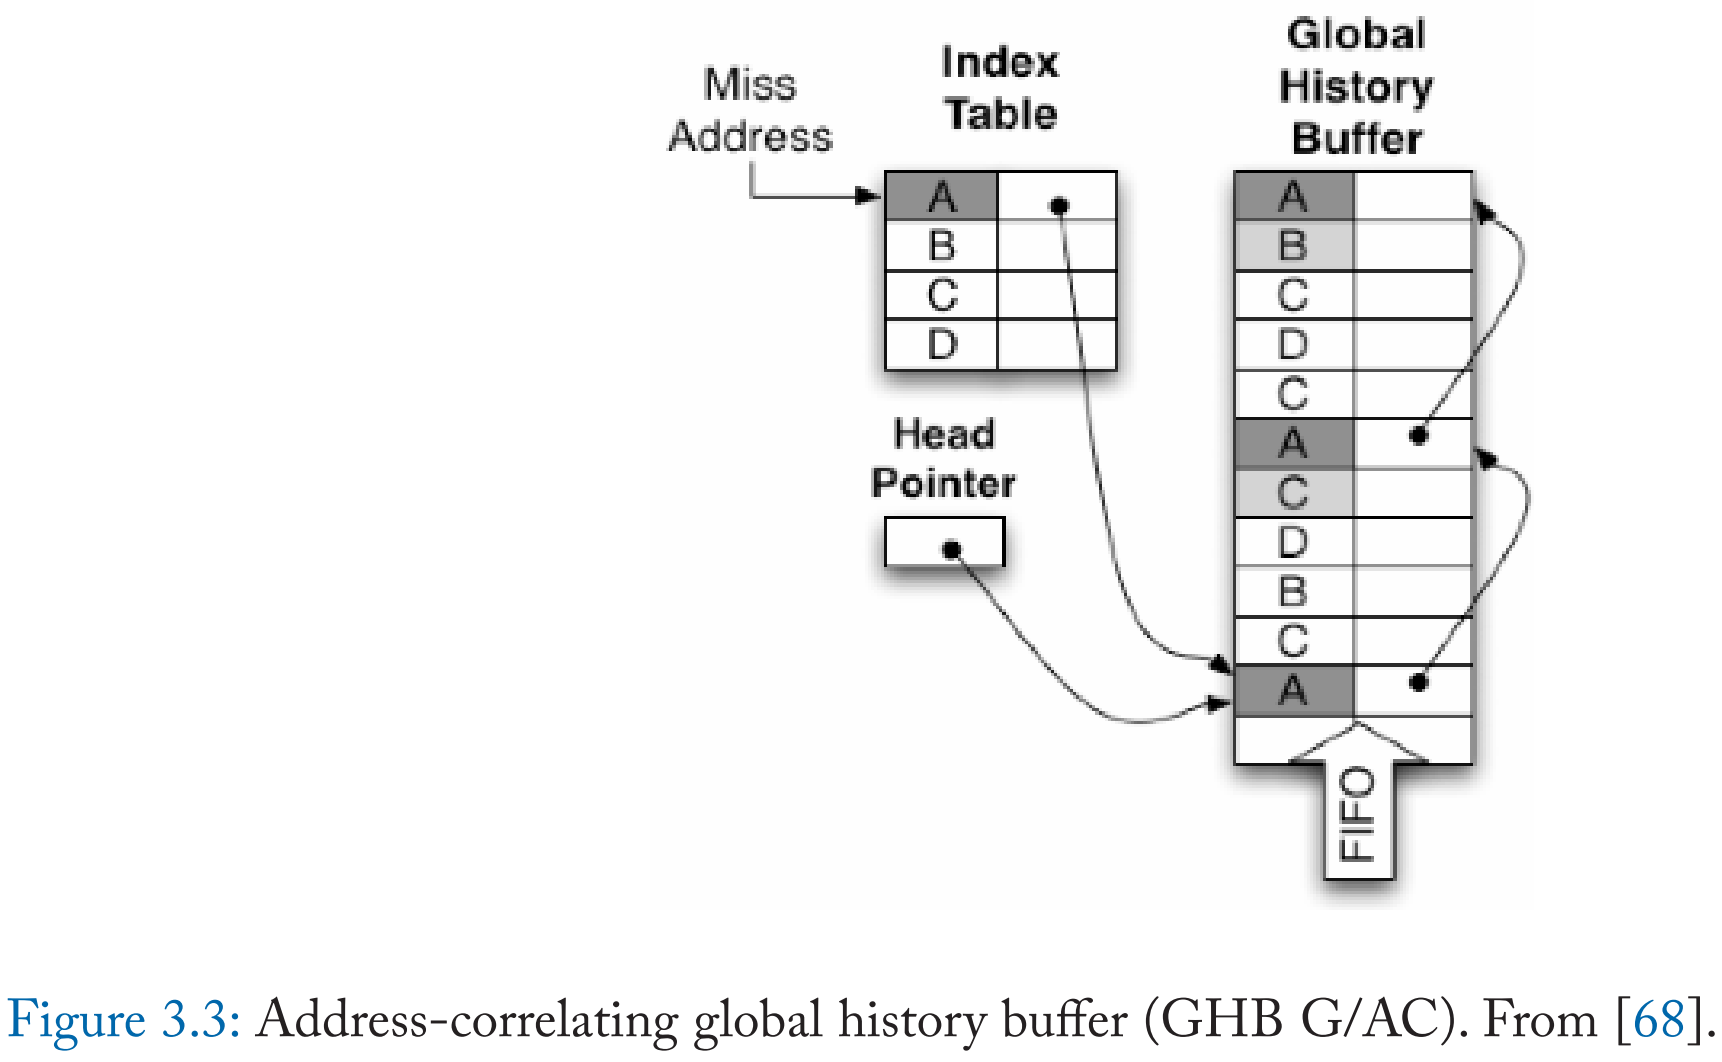 Miss
Address
Index
Table
A
B
C
D
Head
Pointer
Global
History
Buffer
A
B
C
D
C
A
C
D
B
C
A
FIFO
Figure 3.3: Address-correlating global history buffer (GHB G/AC). From [68].